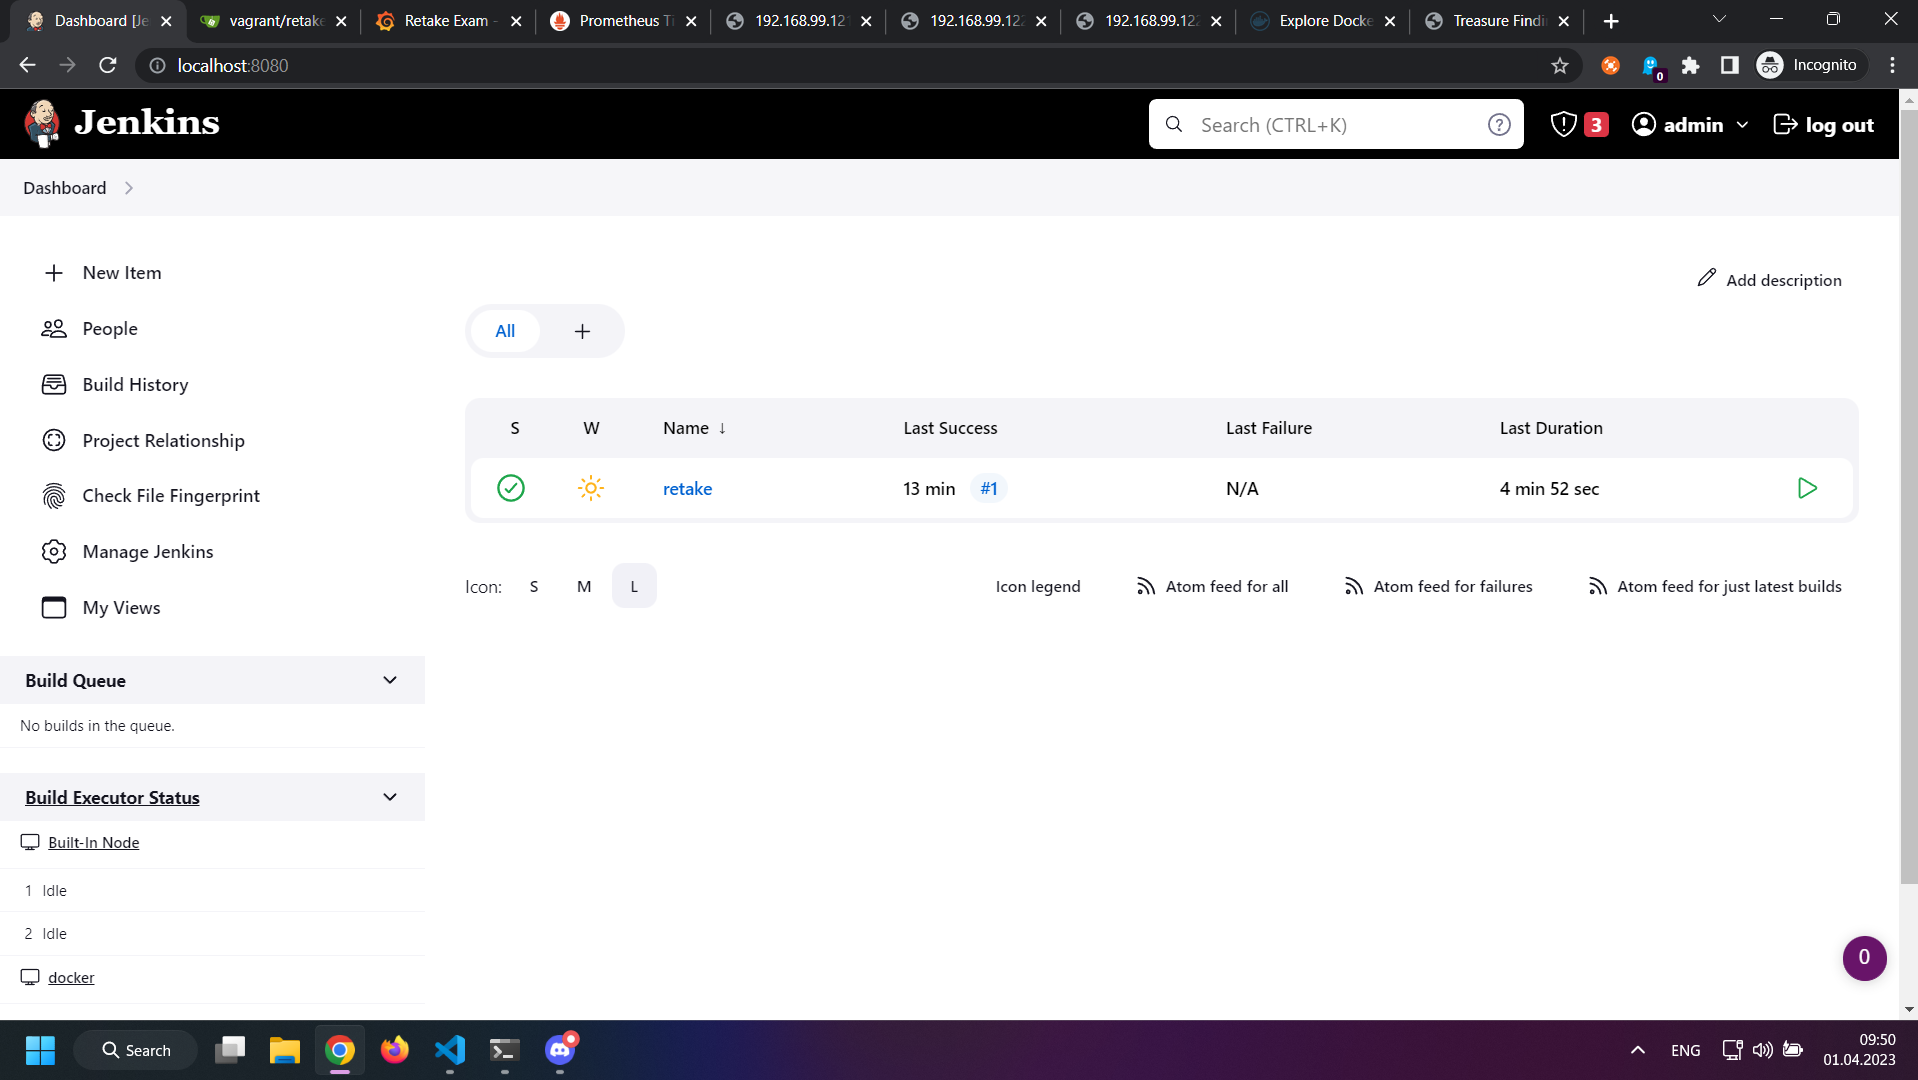 Dashboard [Je
vagrant/retake
Retake Exam -
Prometheus Ti
192.168.99.121
192.168.99.122
192.168.99.122
Explore Docke
Treasure Findi
localhost:8080
0
Incognito
Jenkins
Search (CTRL+K)
?
3
admin
log out
Dashboard
New Item
People
Build History
Project Relationship
Check File Fingerprint
Manage Jenkins
My Views
Add description
All +
S W Name ↓ Last Success Last Failure Last Duration
retake 13 min #1 N/A 4 min 52 sec
Icon: S M L
Icon legend
Atom feed for all
Atom feed for failures
Atom feed for just latest builds
Build Queue
No builds in the queue.
Build Executor Status
Built-In Node
1 Idle
2 Idle
docker
0
Search
ENG
09:50
01.04.2023